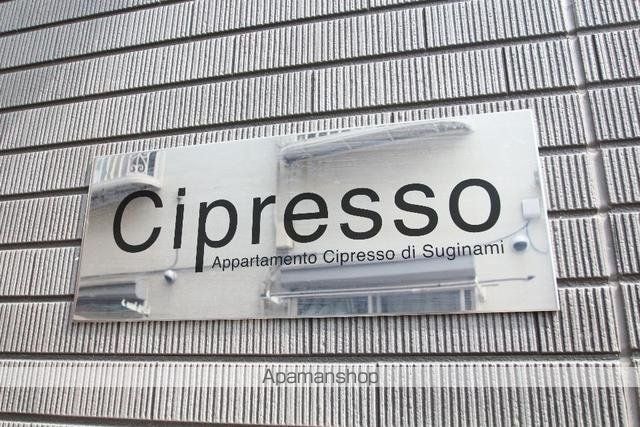 Cipresso
Appartamento Cipresso di Suginami
Apamanshop